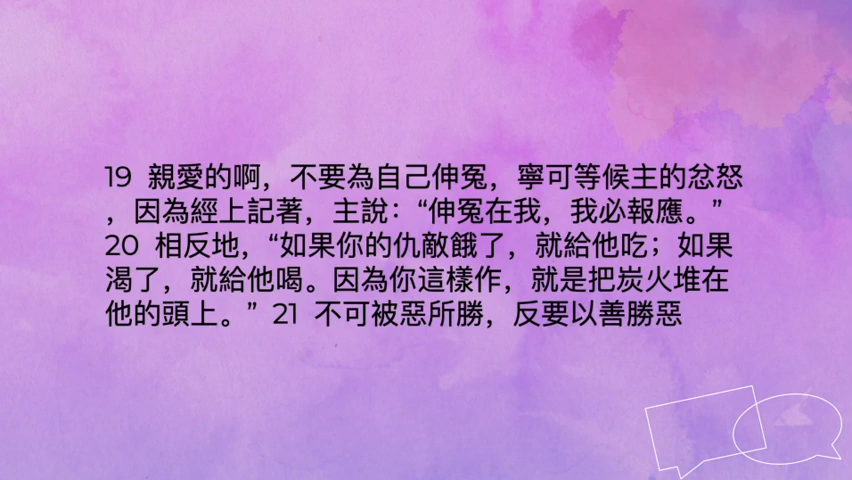 19 親愛的啊，不要為自己伸冤，寧可等候主的忿怒
，因為經上記著，主說：“伸冤在我，我必報應。”
20 相反地，“如果你的仇敵餓了，就給他吃；如果
渴了，就給他喝。因為你這樣作，就是把炭火堆在
他的頭上。” 21 不可被惡所勝，反要以善勝惡